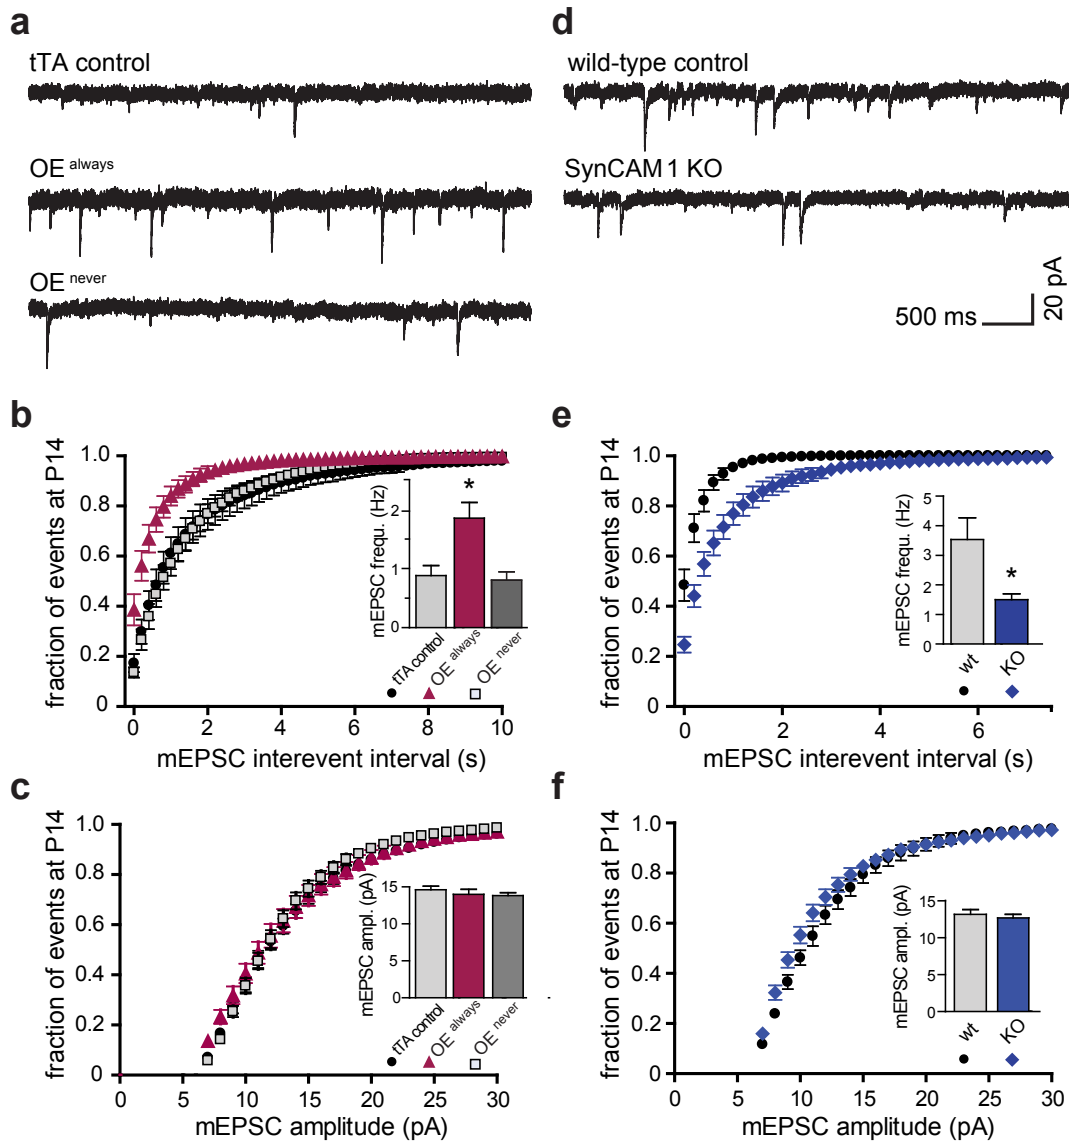 a
tTA control
OE always
OE never
d
wild-type control
SynCAM 1 KO
20 pA
500 ms
b
fraction of events at P14
1.0
0.8
0.6
0.4
0.2
0
0 2 4 6 8 10
mEPSC interevent interval (s)
mEPSC frequ. (Hz)
2
1
0
*
tTA control
OE always
OE never
e
fraction of events at P14
1.0
0.8
0.6
0.4
0.2
0
0 2 4 6
mEPSC interevent interval (s)
mEPSC frequ. (Hz)
5
4
3
2
1
0
*
wt
KO
c
fraction of events at P14
1.0
0.8
0.6
0.4
0.2
0
0 5 10 15 20 25 30
mEPSC amplitude (pA)
mEPSC ampl. (pA)
15
10
5
0
tTA control
OE always
OE never
f
fraction of events at P14
1.0
0.8
0.6
0.4
0.2
0
0 5 10 15 20 25 30
mEPSC amplitude (pA)
mEPSC ampl. (pA)
15
10
5
0
wt
KO